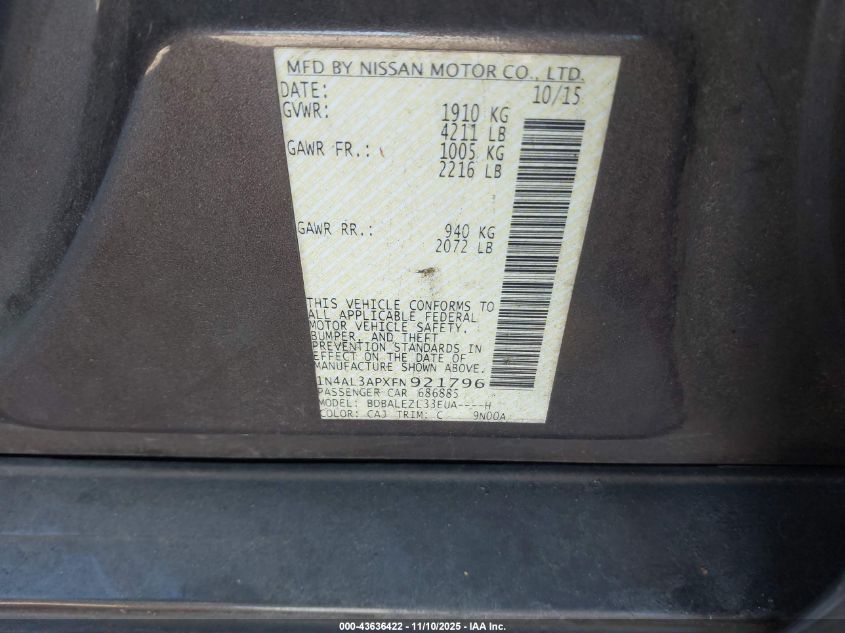 MFD BY NISSAN MOTOR CO., LTD.
DATE: 10/15
GVWR: 1910 KG
4211 LB
GAWR FR.: 1005 KG
2216 LB
GAWR RR.: 940 KG
2072 LB
THIS VEHICLE CONFORMS TO
ALL APPLICABLE FEDERAL
MOTOR VEHICLE SAFETY,
BUMPER, AND THEFT
PREVENTION STANDARDS IN
EFFECT ON THE DATE OF
MANUFACTURE SHOWN ABOVE.
1N4AL3APXFN921796
PASSENGER CAR 686885
MODEL: BDBALEZL33EUA----H
COLOR: CAJ TRIM: C 9N00A
000-43636422 - 11/10/2025 - IAA Inc.